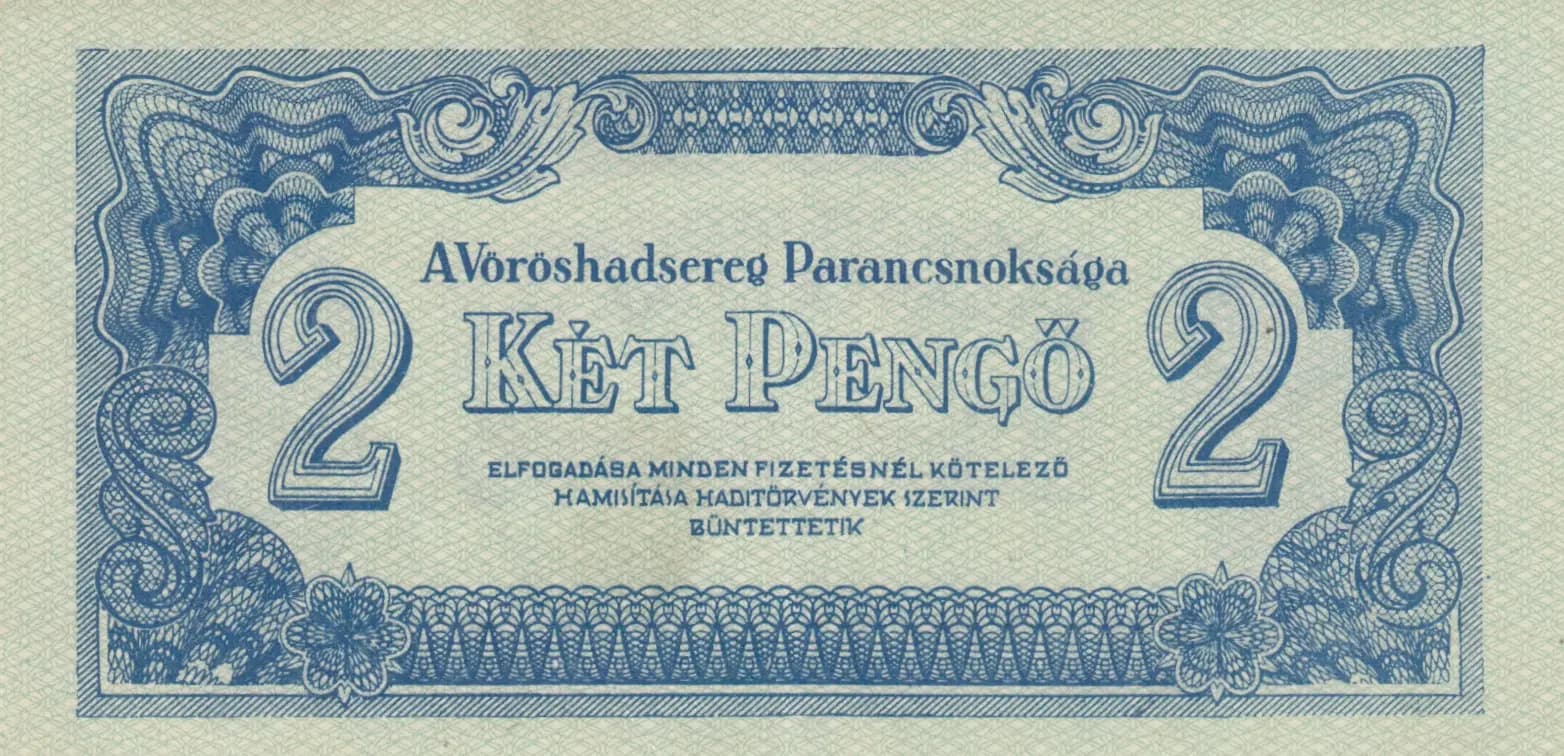 A Vöröshadsereg Parancsnoksága
2 KÉT PENGŐ 2
ELFOGADÁSA MINDEN FIZETÉSNÉL KÖTELEZŐ
HAMISÍTÁSA HADITÖRVÉNYEK SZERINT
BÜNTETTETIK